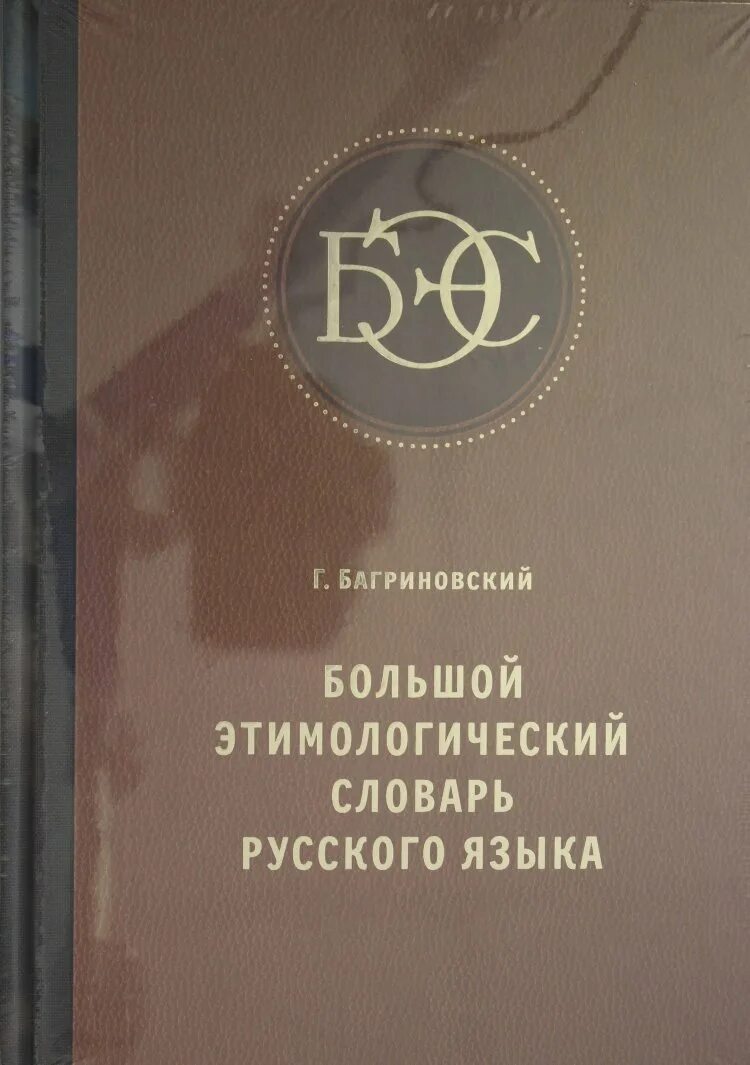 БЭС
Г. БАГРИНОВСКИЙ
БОЛЬШОЙ
ЭТИМОЛОГИЧЕСКИЙ
СЛОВАРЬ
РУССКОГО ЯЗЫКА